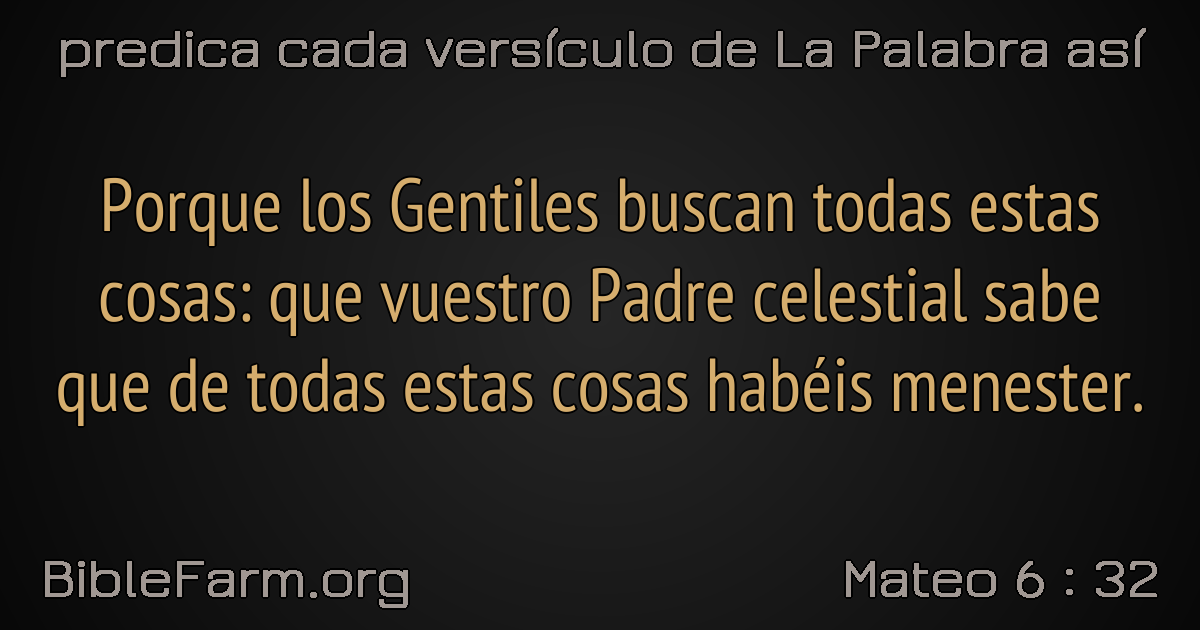 predica cada versículo de La Palabra así
Porque los Gentiles buscan todas estas
cosas: que vuestro Padre celestial sabe
que de todas estas cosas habéis menester.
BibleFarm.org
Mateo 6 : 32